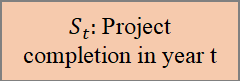 S_t: Project
completion in year t